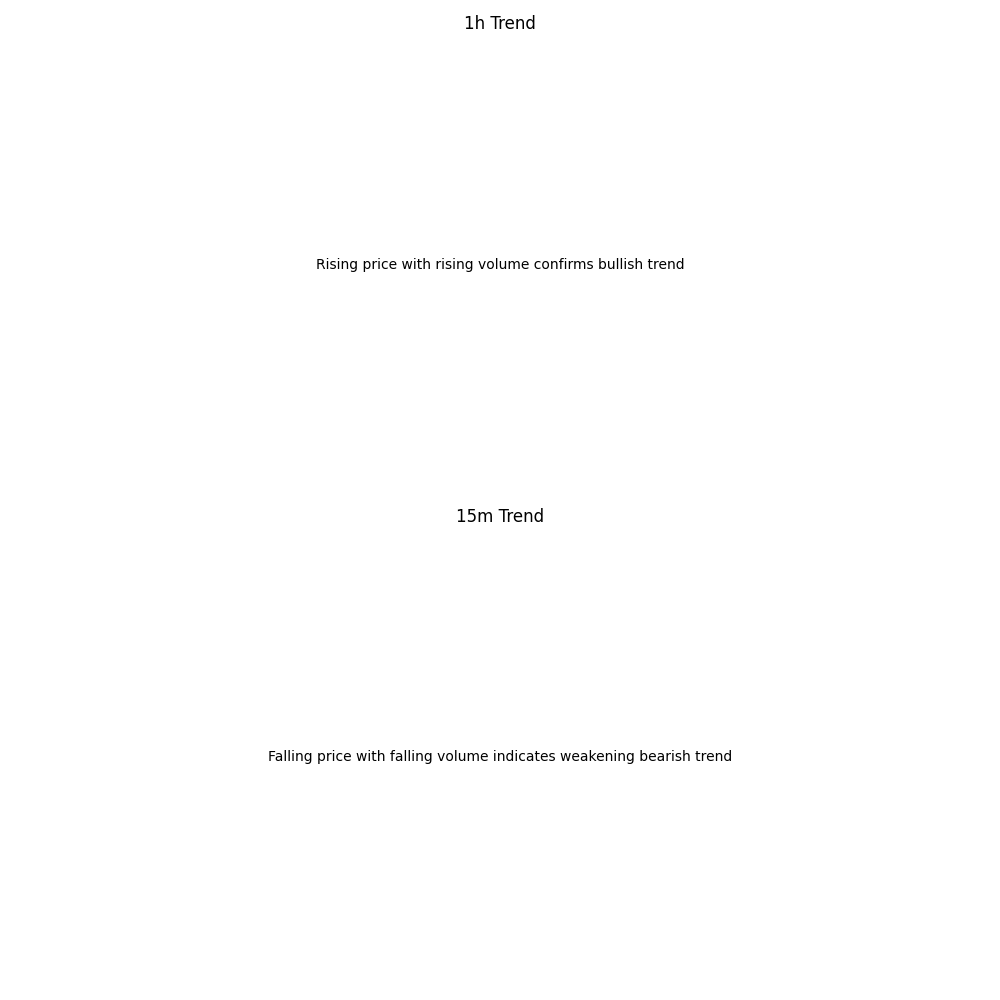 1h Trend
Rising price with rising volume confirms bullish trend
15m Trend
Falling price with falling volume indicates weakening bearish trend